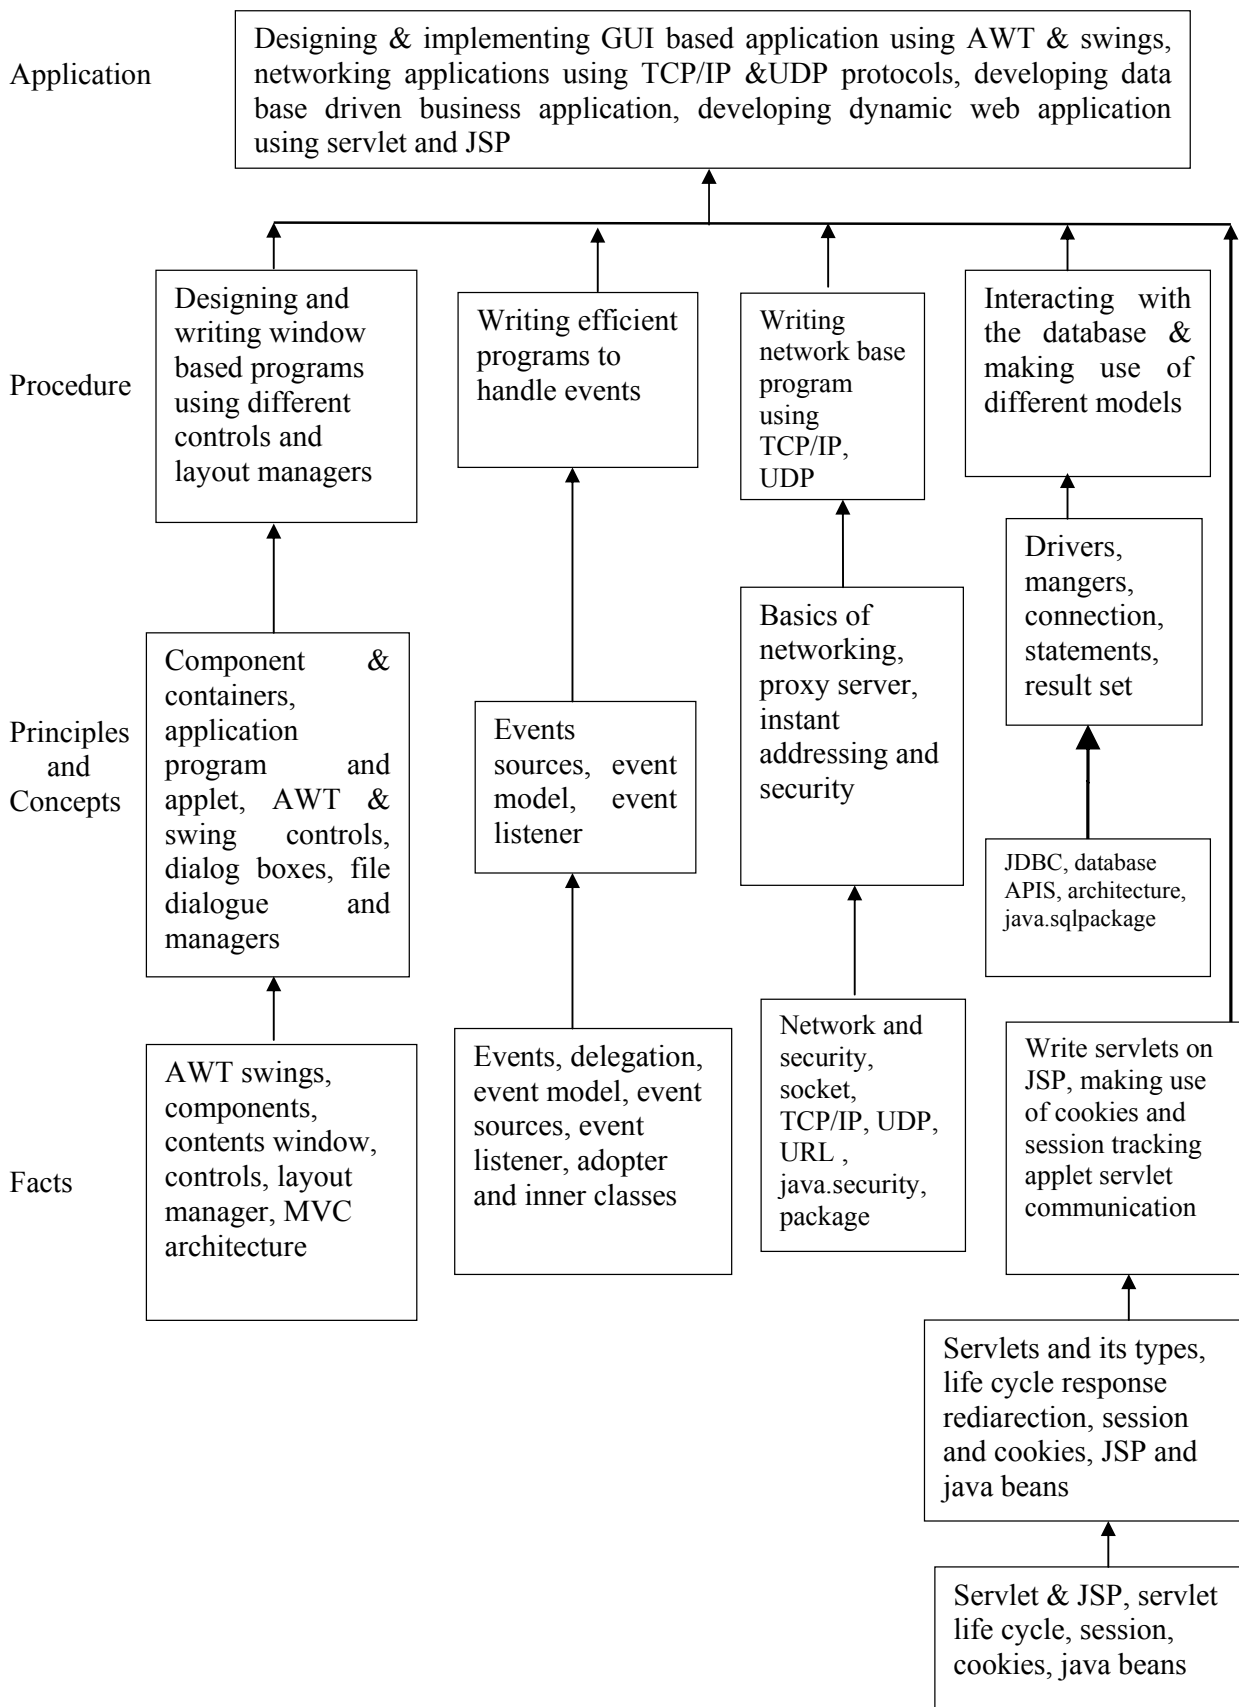 Application
Designing & implementing GUI based application using AWT & swings,
networking applications using TCP/IP &UDP protocols, developing data
base driven business application, developing dynamic web application
using servlet and JSP
Procedure
Designing and
writing window
based programs
using different
controls and
layout managers
Writing efficient
programs to
handle events
Writing
network base
program
using
TCP/IP,
UDP
Interacting with
the database &
making use of
different models
Drivers,
mangers,
connection,
statements,
result set
Principles
and
Concepts
Component &
containers,
application
program and
applet, AWT &
swing controls,
dialog boxes, file
dialogue and
managers
Events
sources, event
model, event
listener
Basics of
networking,
proxy server,
instant
addressing and
security
JDBC, database
APIS, architecture,
java.sqlpackage
Facts
AWT swings,
components,
contents window,
controls, layout
manager, MVC
architecture
Events, delegation,
event model, event
sources, event
listener, adopter
and inner classes
Network and
security,
socket,
TCP/IP, UDP,
URL ,
java.security,
package
Write servlets on
JSP, making use
of cookies and
session tracking
applet servlet
communication
Servlets and its types,
life cycle response
rediarection, session
and cookies, JSP and
java beans
Servlet & JSP, servlet
life cycle, session,
cookies, java beans